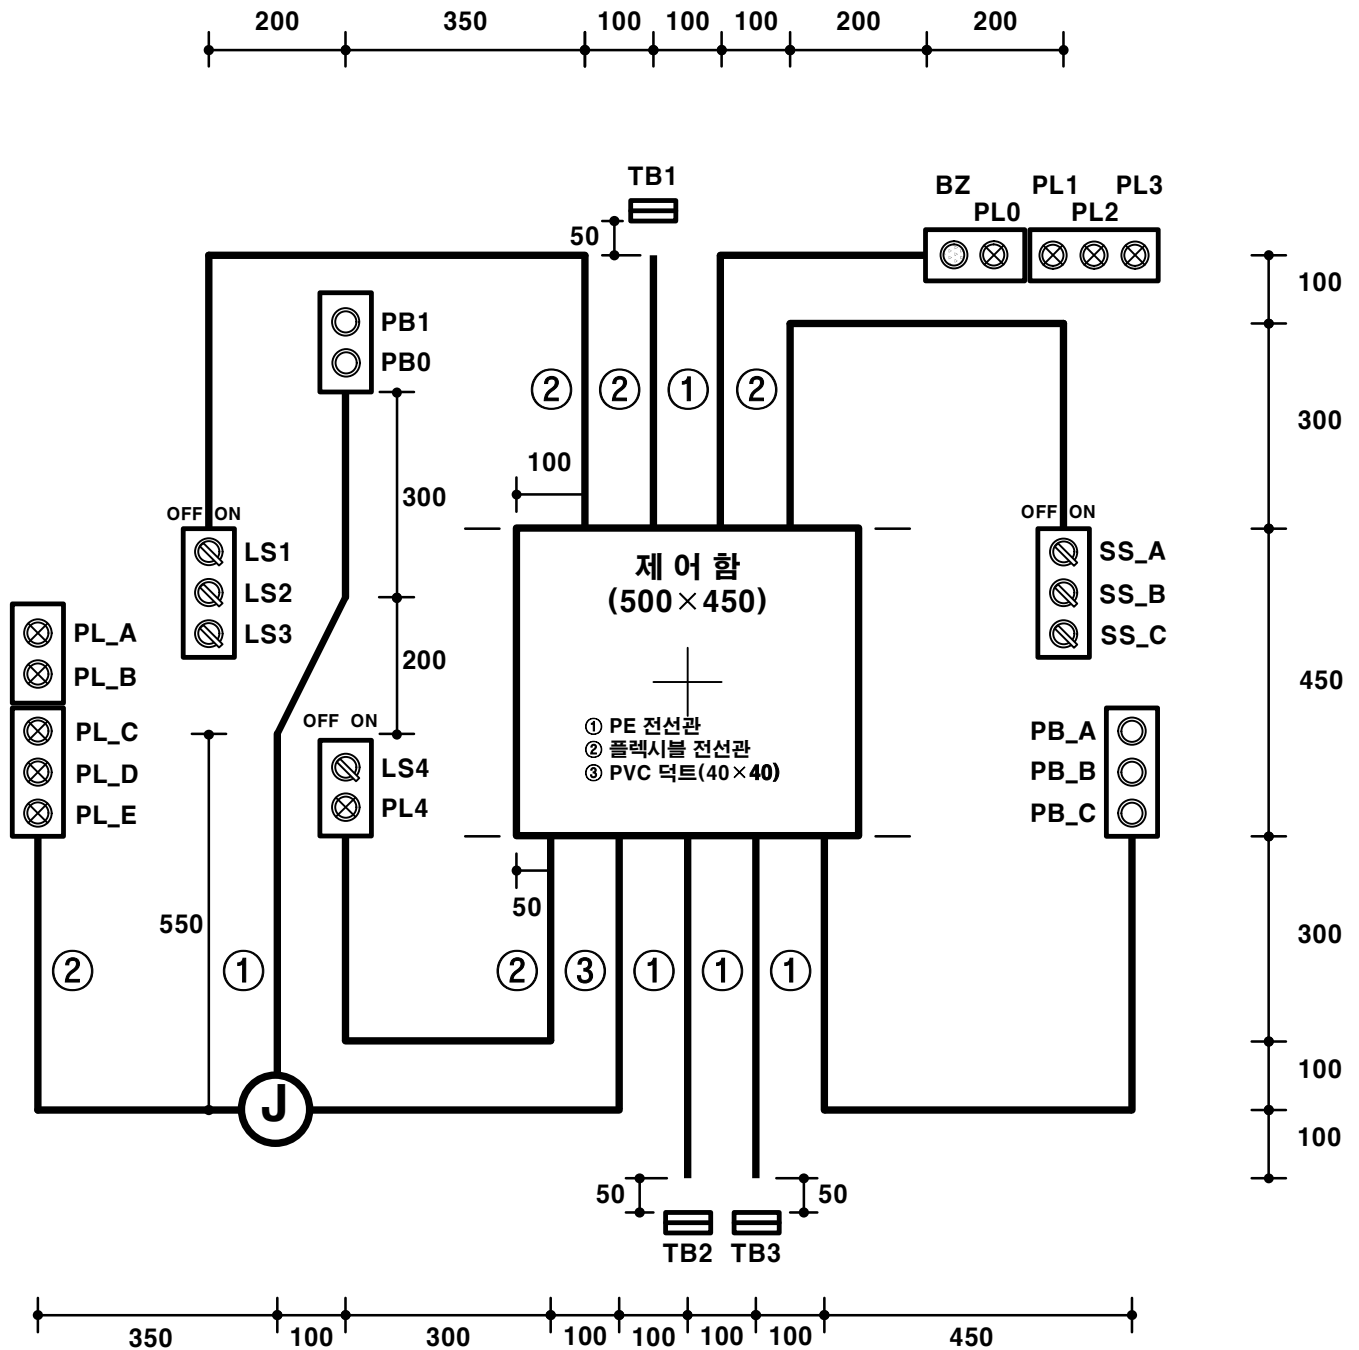 200 350 100 100 100 200 200
TB1
BZ PL1 PL3
PL0 PL2
50
100
PB1
PB0
② ② ① ②
300
100
300
OFF ON
OFF ON
LS1
LS2
LS3
제 어 함
(500×450)
SS_A
SS_B
SS_C
PL_A
PL_B
PL_C
PL_D
PL_E
200
450
OFF ON
LS4
PL4
① PE 전선관
② 플렉시블 전선관
③ PVC 덕트(40×40)
PB_A
PB_B
PB_C
50
550
300
② ① ② ③ ① ① ①
100
J
100
50 50
TB2 TB3
350 100 300 100 100 100 100 450